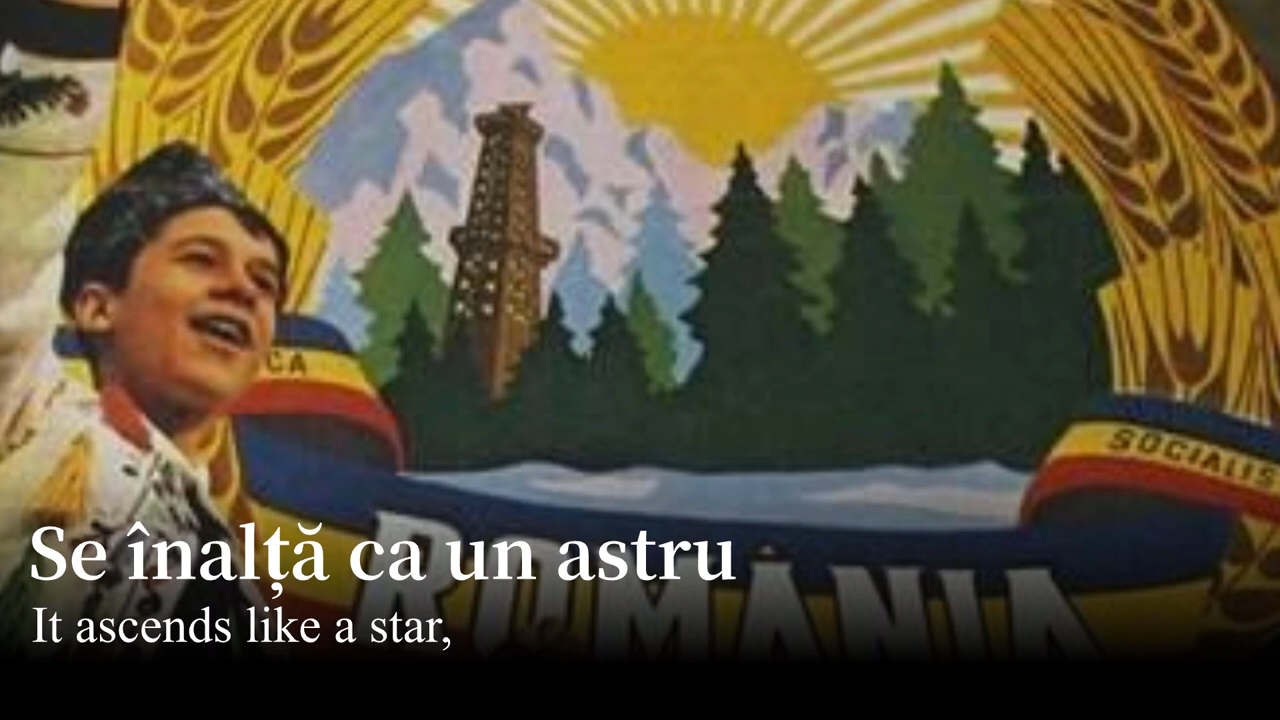 CA
SOCIALIS
ROMÂNIA
Se înalță ca un astru
It ascends like a star,